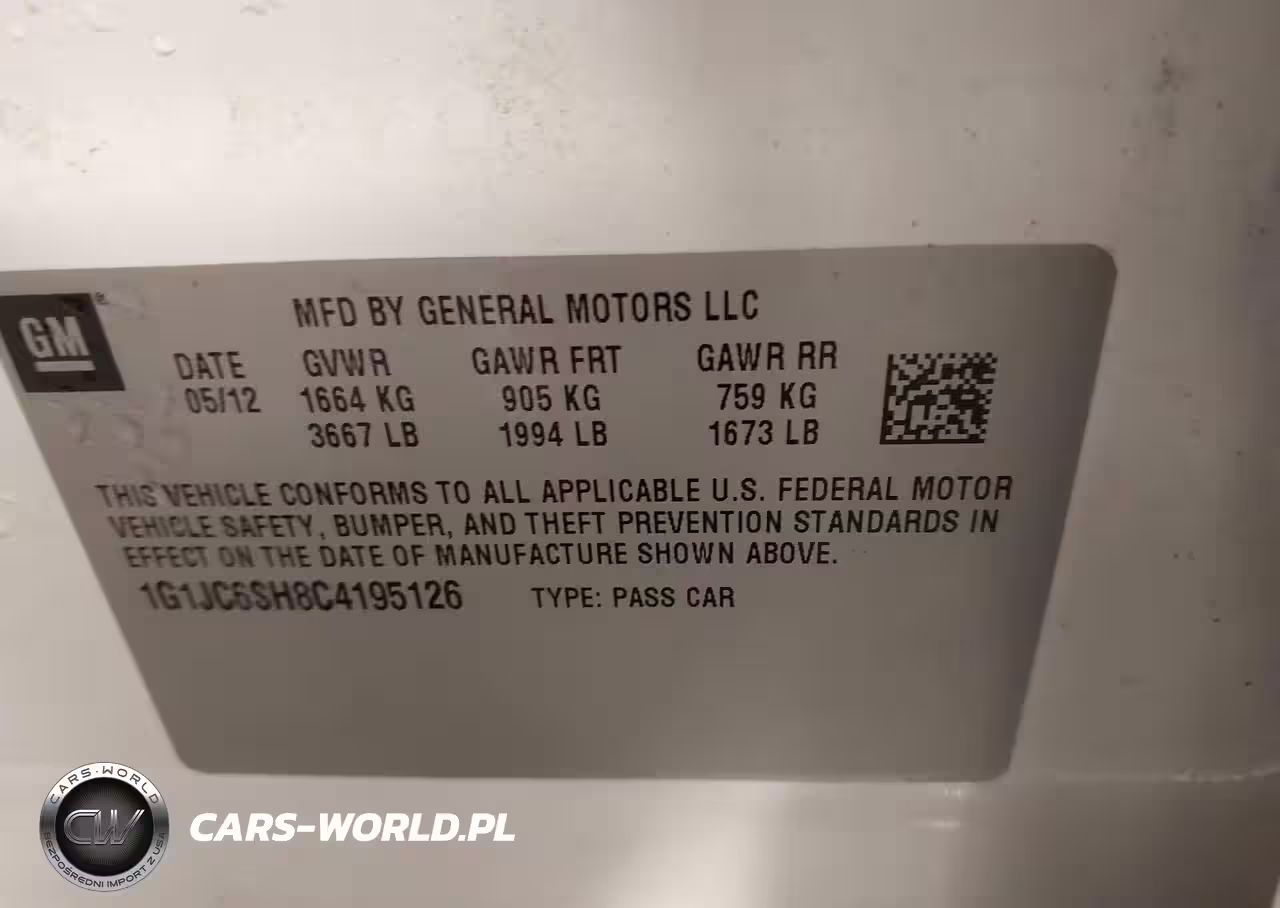 GM
MFD BY GENERAL MOTORS LLC
DATE GVWR GAWR FRT GAWR RR
05/12 1664 KG 905 KG 759 KG
3667 LB 1994 LB 1673 LB
THIS VEHICLE CONFORMS TO ALL APPLICABLE U.S. FEDERAL MOTOR
VEHICLE SAFETY, BUMPER, AND THEFT PREVENTION STANDARDS IN
EFFECT ON THE DATE OF MANUFACTURE SHOWN ABOVE.
1G1JC6SH8C4195126 TYPE: PASS CAR
CARS-WORLD
CW
BEZPOŚREDNI IMPORT Z USA
CARS-WORLD.PL